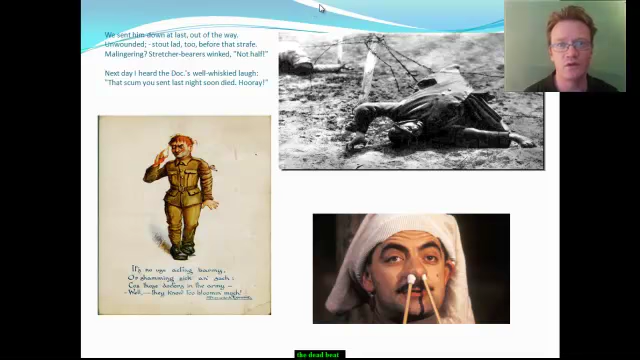 We sent him down at last, out of the way.
Unwounded; - stout lad, too, before that strafe.
Malingering? Stretcher-bearers winked, "Not half!"
Next day I heard the Doc.'s well-whiskied laugh:
"That scum you sent last night soon died. Hooray!"
It's no use acting barmy,
Or shamming sick an' such:
Cos those doctors in the army —
Well, — they know too bloomin' much!
the dead beat